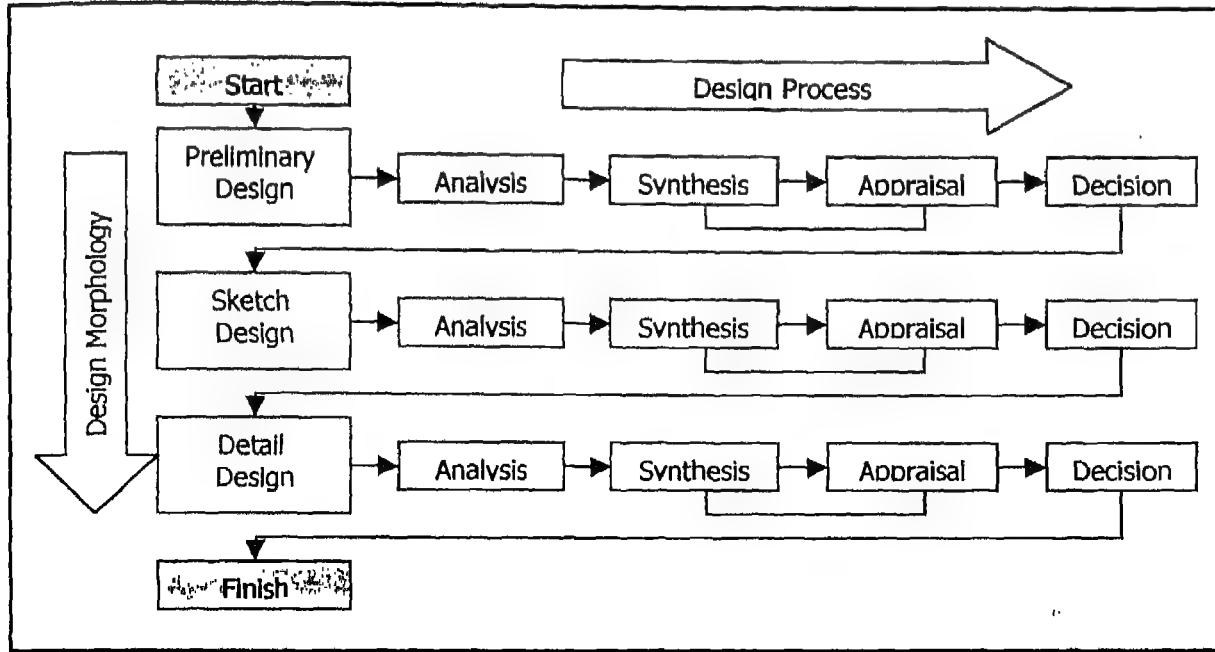 Start
Design Process
Preliminary
Design
Analysis
Synthesis
Appraisal
Decision
Design Morphology
Sketch
Design
Analysis
Synthesis
Appraisal
Decision
Detail
Design
Analysis
Synthesis
Appraisal
Decision
Finish